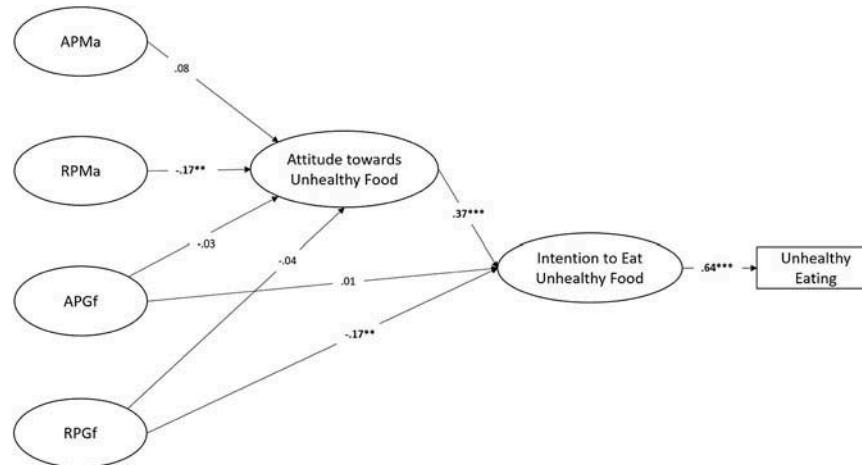 APMa
.08
RPMa
-.17**
Attitude towards
Unhealthy Food
.37***
-.03
-.04
Intention to Eat
Unhealthy Food
.64***
Unhealthy
Eating
APGf
.01
-.17**
RPGf